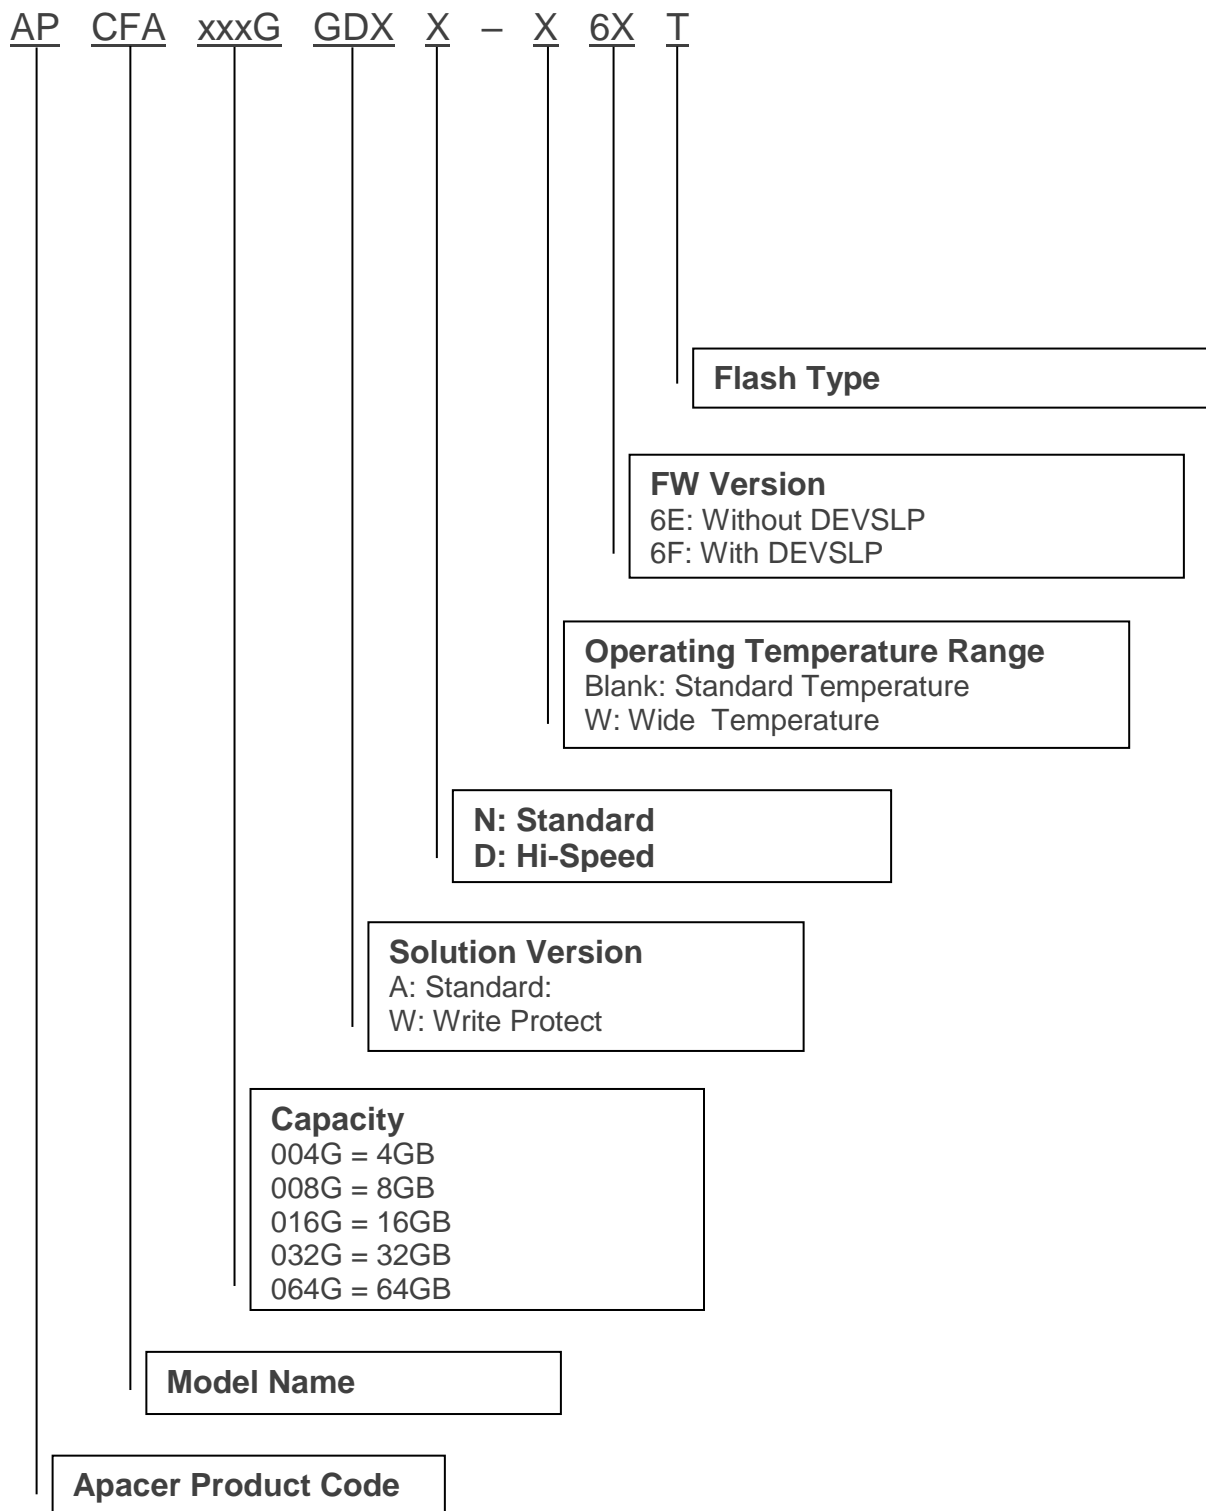 AP CFA xxxG GDX X – X 6X T
Flash Type
FW Version
6E: Without DEVSLP
6F: With DEVSLP
Operating Temperature Range
Blank: Standard Temperature
W: Wide Temperature
N: Standard
D: Hi-Speed
Solution Version
A: Standard:
W: Write Protect
Capacity
004G = 4GB
008G = 8GB
016G = 16GB
032G = 32GB
064G = 64GB
Model Name
Apacer Product Code